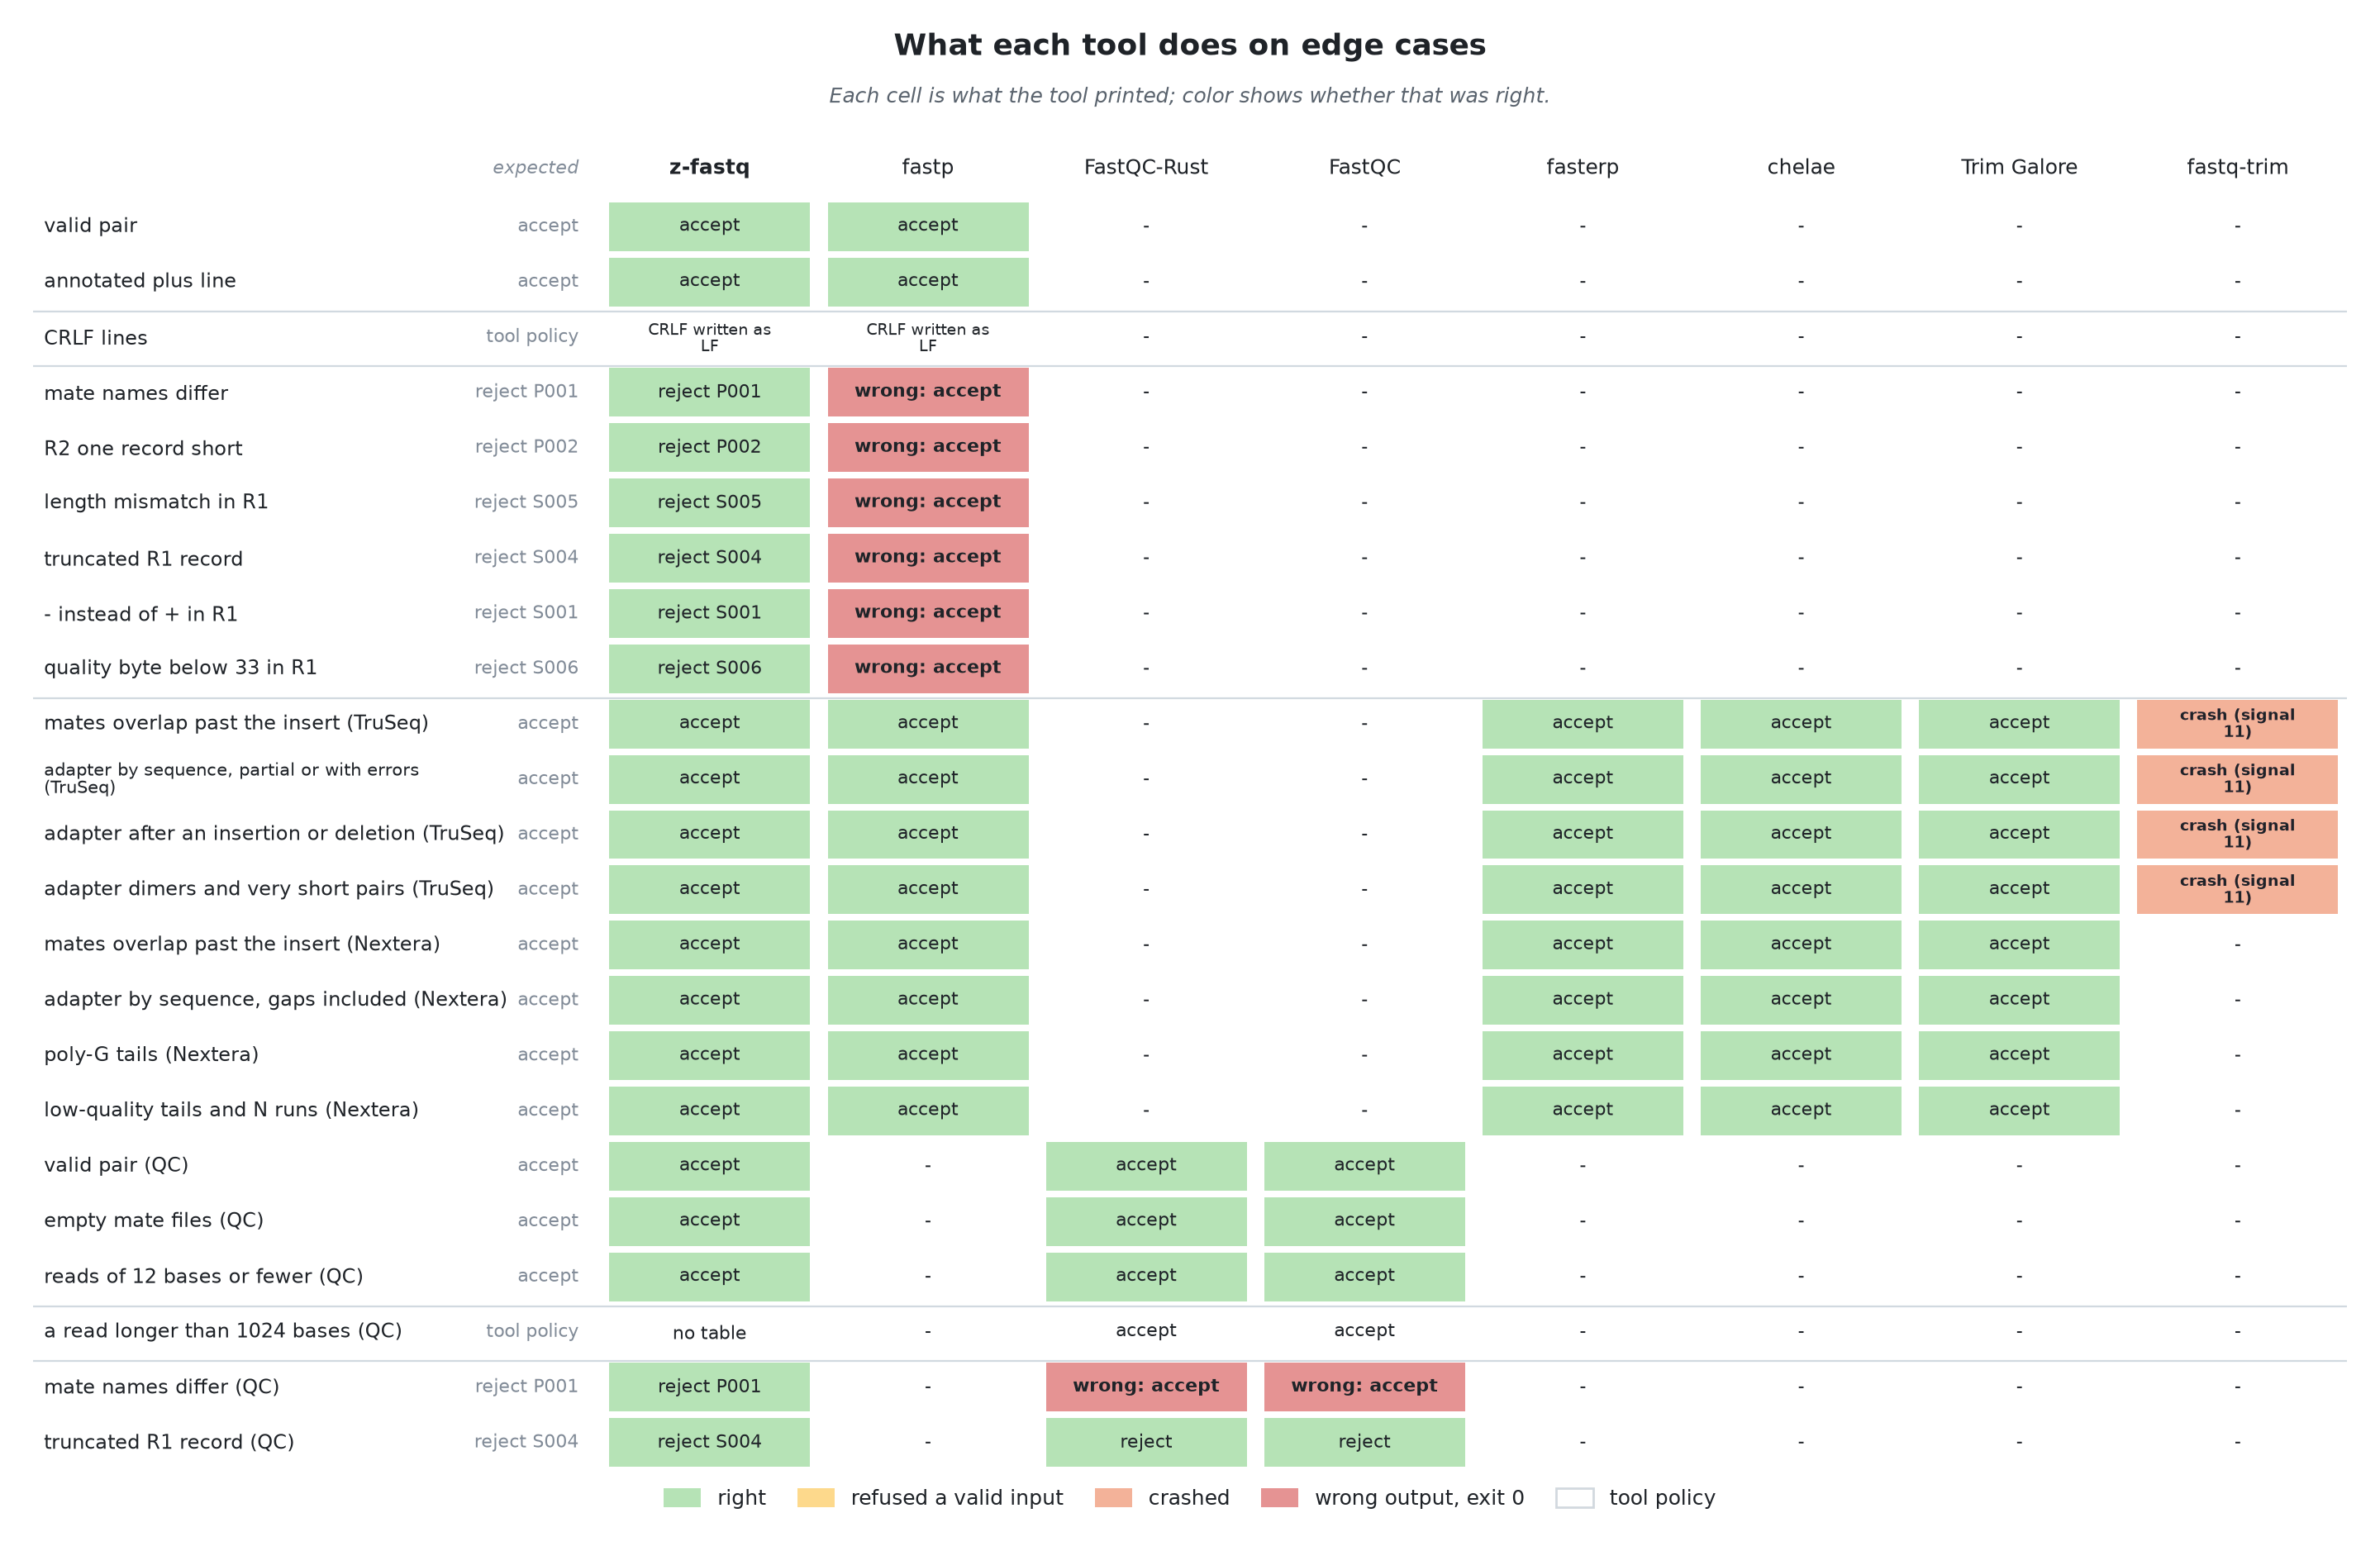 What each tool does on edge cases
Each cell is what the tool printed; color shows whether that was right.
expected z-fastq fastp FastQC-Rust FastQC fasterp chelae Trim Galore fastq-trim
valid pair accept accept accept - - - - - -
annotated plus line accept accept accept - - - - - -
CRLF lines tool policy CRLF written as LF CRLF written as LF - - - - - -
mate names differ reject P001 reject P001 wrong: accept - - - - - -
R2 one record short reject P002 reject P002 wrong: accept - - - - - -
length mismatch in R1 reject S005 reject S005 wrong: accept - - - - - -
truncated R1 record reject S004 reject S004 wrong: accept - - - - - -
- instead of + in R1 reject S001 reject S001 wrong: accept - - - - - -
quality byte below 33 in R1 reject S006 reject S006 wrong: accept - - - - - -
mates overlap past the insert (TruSeq) accept accept accept - - accept accept accept crash (signal 11)
adapter by sequence, partial or with errors (TruSeq) accept accept accept - - accept accept accept crash (signal 11)
adapter after an insertion or deletion (TruSeq) accept accept accept - - accept accept accept crash (signal 11)
adapter dimers and very short pairs (TruSeq) accept accept accept - - accept accept accept crash (signal 11)
mates overlap past the insert (Nextera) accept accept accept - - accept accept accept -
adapter by sequence, gaps included (Nextera) accept accept accept - - accept accept accept -
poly-G tails (Nextera) accept accept accept - - accept accept accept -
low-quality tails and N runs (Nextera) accept accept accept - - accept accept accept -
valid pair (QC) accept accept - accept accept - - - -
empty mate files (QC) accept accept - accept accept - - - -
reads of 12 bases or fewer (QC) accept accept - accept accept - - - -
a read longer than 1024 bases (QC) tool policy no table - accept accept - - - -
mate names differ (QC) reject P001 reject P001 - wrong: accept wrong: accept - - - -
truncated R1 record (QC) reject S004 reject S004 - reject reject - - - -
right refused a valid input crashed wrong output, exit 0 tool policy